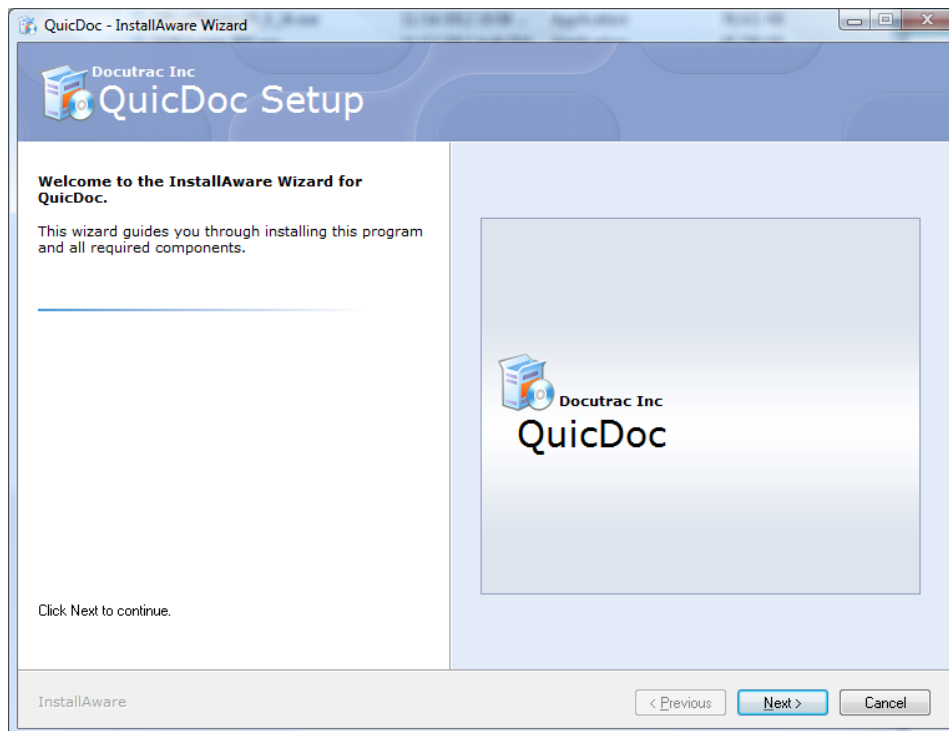 QuicDoc - InstallAware Wizard
Docutrac Inc
QuicDoc Setup
Welcome to the InstallAware Wizard for
QuicDoc.
This wizard guides you through installing this program
and all required components.
Docutrac Inc
QuicDoc
Click Next to continue.
InstallAware
< Previous
Next >
Cancel